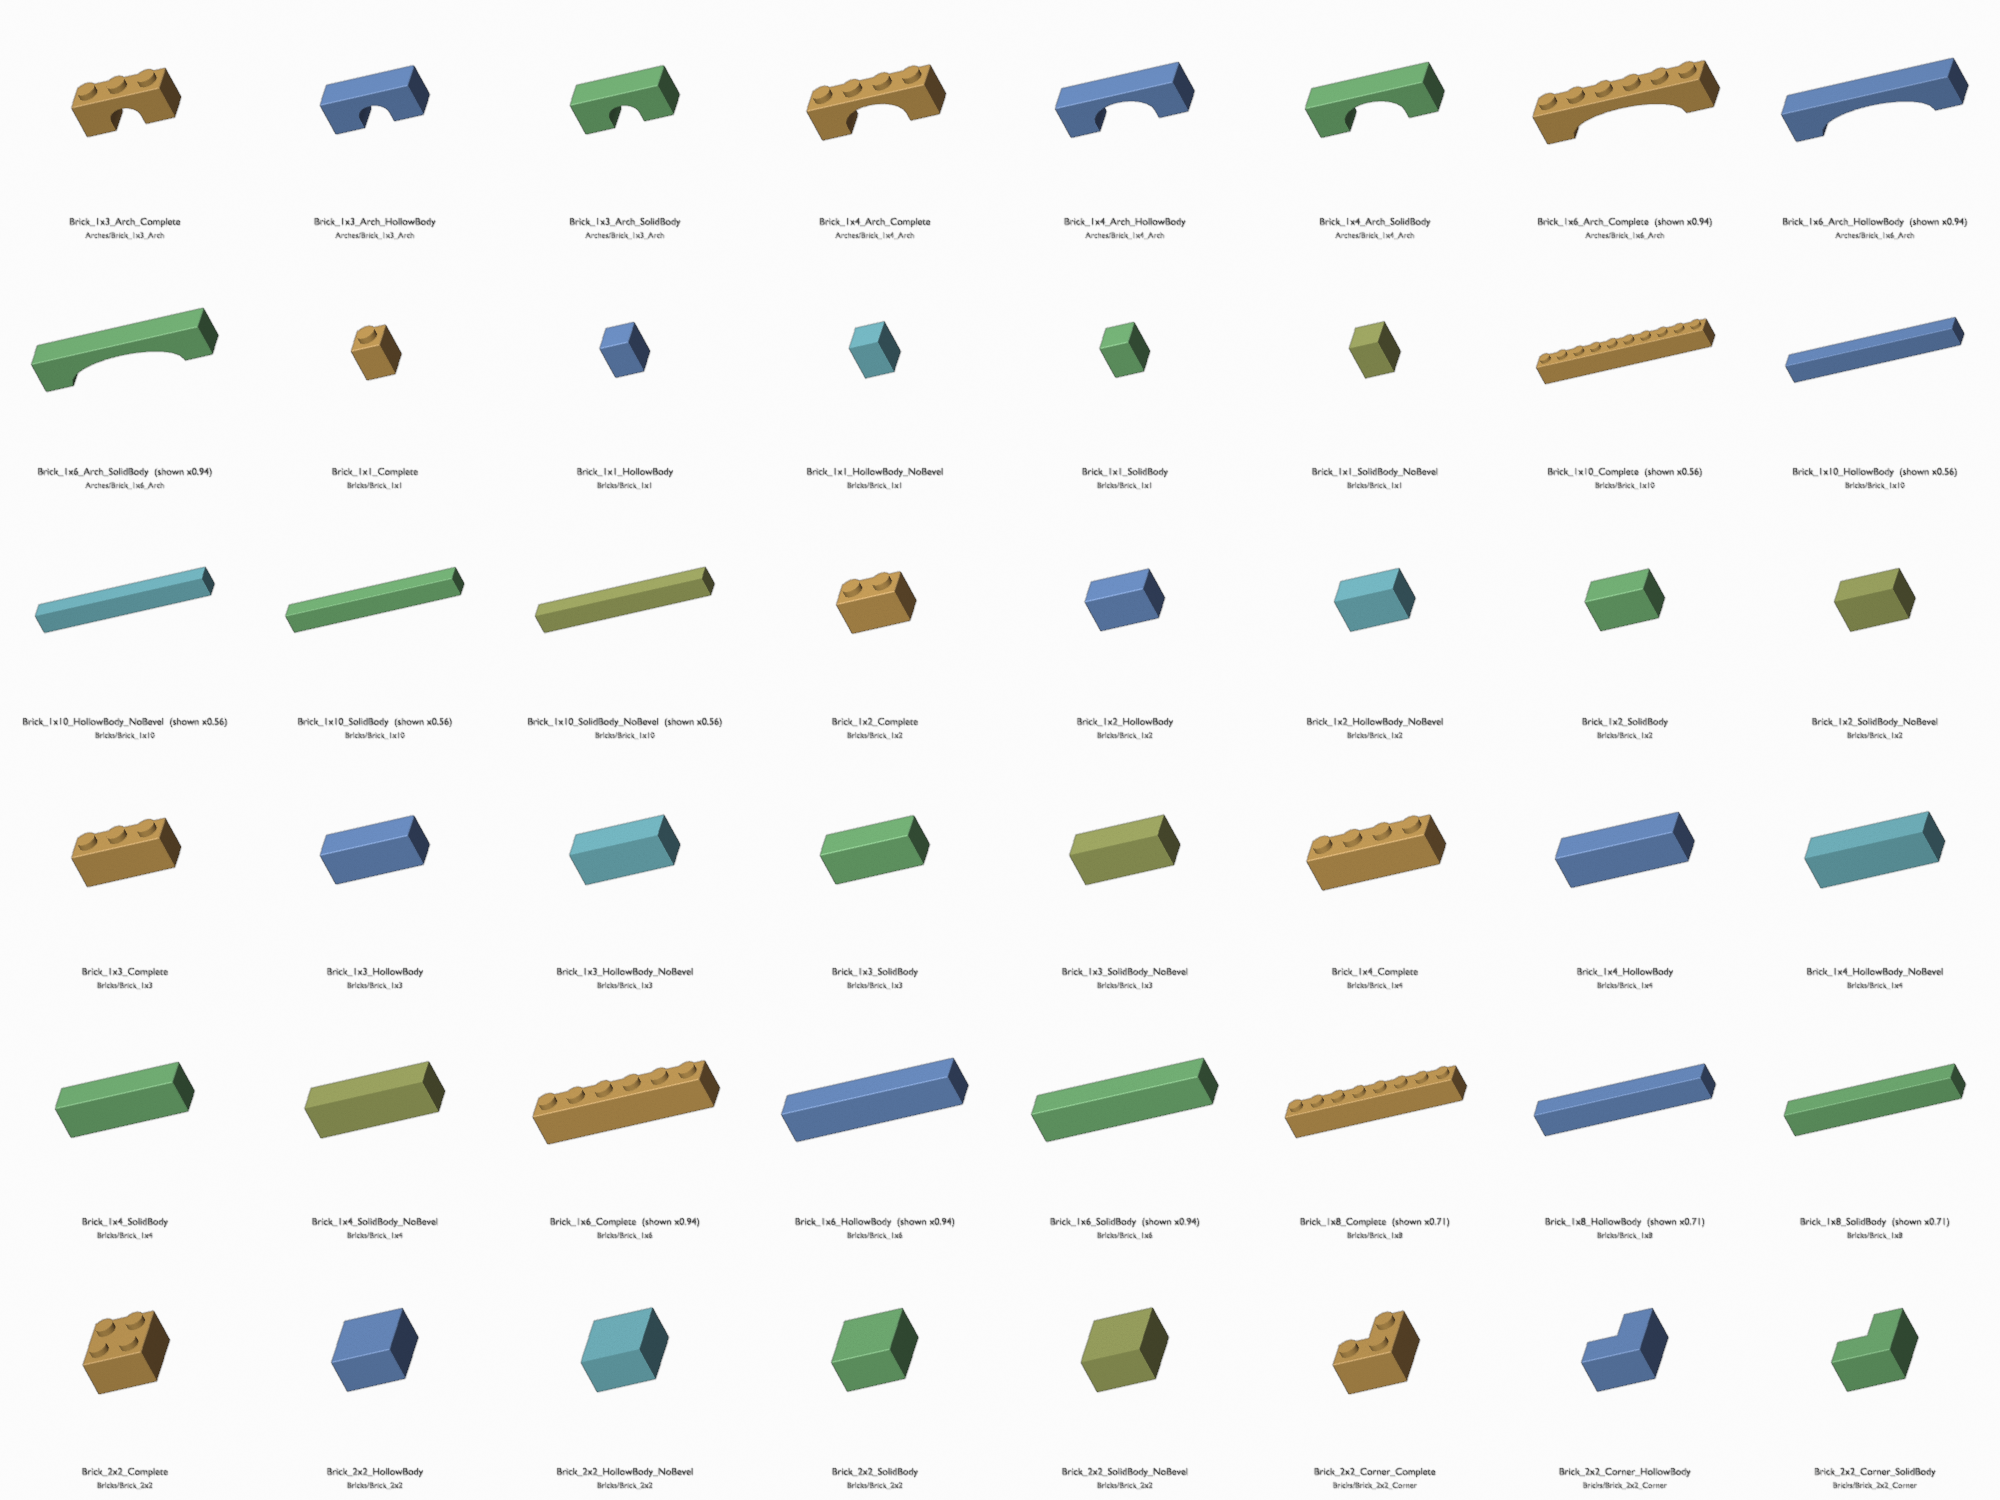 Brick_1x3_Arch_Complete
Arches/Brick_1x3_Arch
Brick_1x3_Arch_HollowBody
Arches/Brick_1x3_Arch
Brick_1x3_Arch_SolidBody
Arches/Brick_1x3_Arch
Brick_1x4_Arch_Complete
Arches/Brick_1x4_Arch
Brick_1x4_Arch_HollowBody
Arches/Brick_1x4_Arch
Brick_1x4_Arch_SolidBody
Arches/Brick_1x4_Arch
Brick_1x6_Arch_Complete (shown x0.94)
Arches/Brick_1x6_Arch
Brick_1x6_Arch_HollowBody (shown x0.94)
Arches/Brick_1x6_Arch
Brick_1x6_Arch_SolidBody (shown x0.94)
Arches/Brick_1x6_Arch
Brick_1x1_Complete
Bricks/Brick_1x1
Brick_1x1_HollowBody
Bricks/Brick_1x1
Brick_1x1_HollowBody_NoBevel
Bricks/Brick_1x1
Brick_1x1_SolidBody
Bricks/Brick_1x1
Brick_1x1_SolidBody_NoBevel
Bricks/Brick_1x1
Brick_1x10_Complete (shown x0.56)
Bricks/Brick_1x10
Brick_1x10_HollowBody (shown x0.56)
Bricks/Brick_1x10
Brick_1x10_HollowBody_NoBevel (shown x0.56)
Bricks/Brick_1x10
Brick_1x10_SolidBody (shown x0.56)
Bricks/Brick_1x10
Brick_1x10_SolidBody_NoBevel (shown x0.56)
Bricks/Brick_1x10
Brick_1x2_Complete
Bricks/Brick_1x2
Brick_1x2_HollowBody
Bricks/Brick_1x2
Brick_1x2_HollowBody_NoBevel
Bricks/Brick_1x2
Brick_1x2_SolidBody
Bricks/Brick_1x2
Brick_1x2_SolidBody_NoBevel
Bricks/Brick_1x2
Brick_1x3_Complete
Bricks/Brick_1x3
Brick_1x3_HollowBody
Bricks/Brick_1x3
Brick_1x3_HollowBody_NoBevel
Bricks/Brick_1x3
Brick_1x3_SolidBody
Bricks/Brick_1x3
Brick_1x3_SolidBody_NoBevel
Bricks/Brick_1x3
Brick_1x4_Complete
Bricks/Brick_1x4
Brick_1x4_HollowBody
Bricks/Brick_1x4
Brick_1x4_HollowBody_NoBevel
Bricks/Brick_1x4
Brick_1x4_SolidBody
Bricks/Brick_1x4
Brick_1x4_SolidBody_NoBevel
Bricks/Brick_1x4
Brick_1x6_Complete (shown x0.94)
Bricks/Brick_1x6
Brick_1x6_HollowBody (shown x0.94)
Bricks/Brick_1x6
Brick_1x6_SolidBody (shown x0.94)
Bricks/Brick_1x6
Brick_1x8_Complete (shown x0.71)
Bricks/Brick_1x8
Brick_1x8_HollowBody (shown x0.71)
Bricks/Brick_1x8
Brick_1x8_SolidBody (shown x0.71)
Bricks/Brick_1x8
Brick_2x2_Complete
Bricks/Brick_2x2
Brick_2x2_HollowBody
Bricks/Brick_2x2
Brick_2x2_HollowBody_NoBevel
Bricks/Brick_2x2
Brick_2x2_SolidBody
Bricks/Brick_2x2
Brick_2x2_SolidBody_NoBevel
Bricks/Brick_2x2
Brick_2x2_Corner_Complete
Bricks/Brick_2x2_Corner
Brick_2x2_Corner_HollowBody
Bricks/Brick_2x2_Corner
Brick_2x2_Corner_SolidBody
Bricks/Brick_2x2_Corner